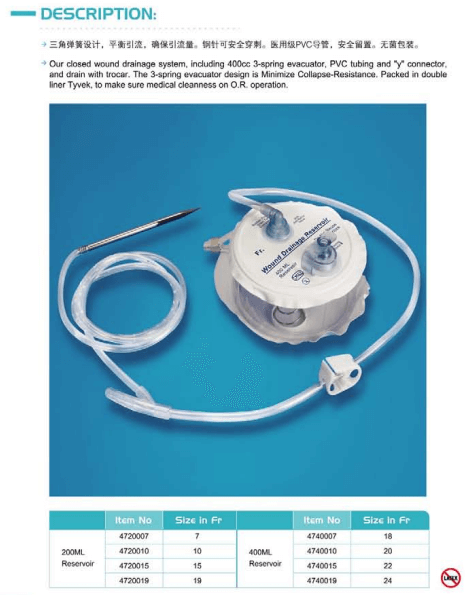 DESCRIPTION:
三角弹簧设计，平衡引流，确保引流量。钢针可安全穿刺。医用级PVC导管，安全留置。无菌包装。
Our closed wound drainage system, including 400cc 3-spring evacuator, PVC tubing and "y" connector,
and drain with trocar. The 3-spring evacuator design is Minimize Collapse-Resistance. Packed in double
liner Tyvek, to make sure medical cleanness on O.R. operation.
Fr.
Wound Drainage Reservoir
400 ML
Reservoir
Item No Size in Fr Item No Size in Fr
4720007 7 4740007 18
200ML Reservoir 4720010 10 400ML Reservoir 4740010 20
4720015 15 4740015 22
4720019 19 4740019 24
LATEX